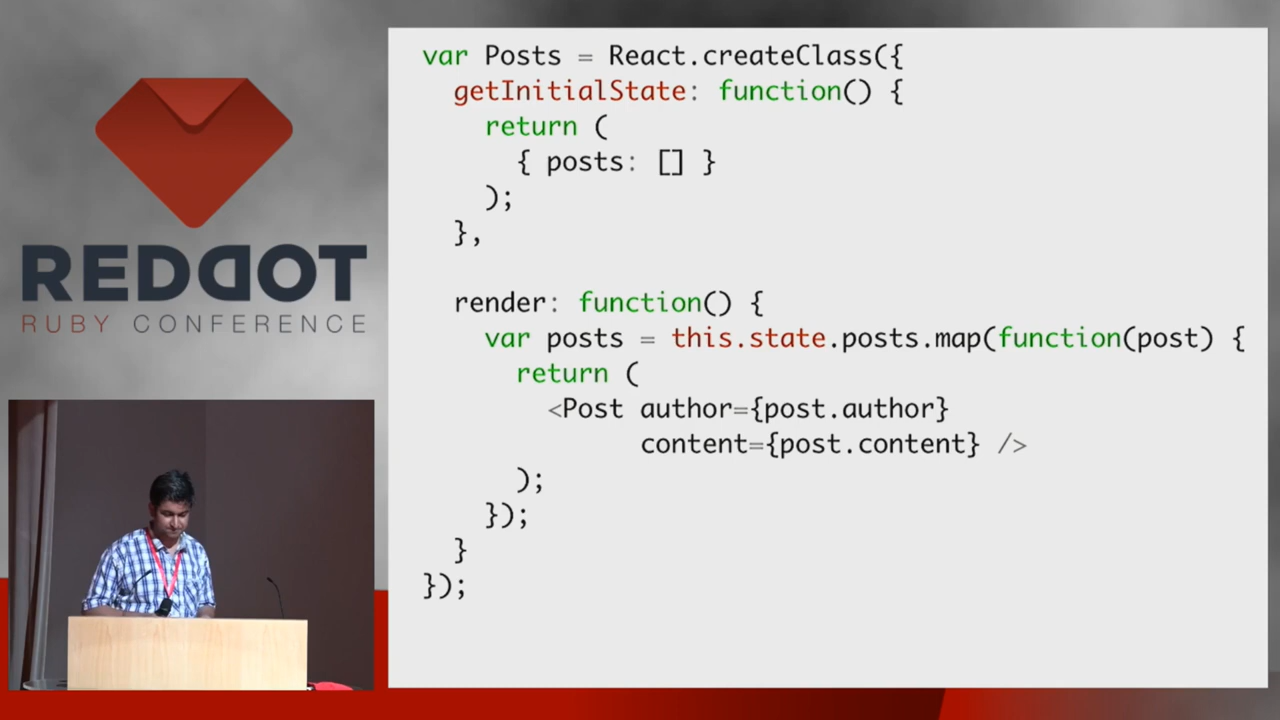 REDDOT
RUBY CONFERENCE
var Posts = React.createClass({
  getInitialState: function() {
    return (
      { posts: [] }
    );
  },

  render: function() {
    var posts = this.state.posts.map(function(post) {
      return (
        <Post author={post.author}
              content={post.content} />
      );
    });
  }
});